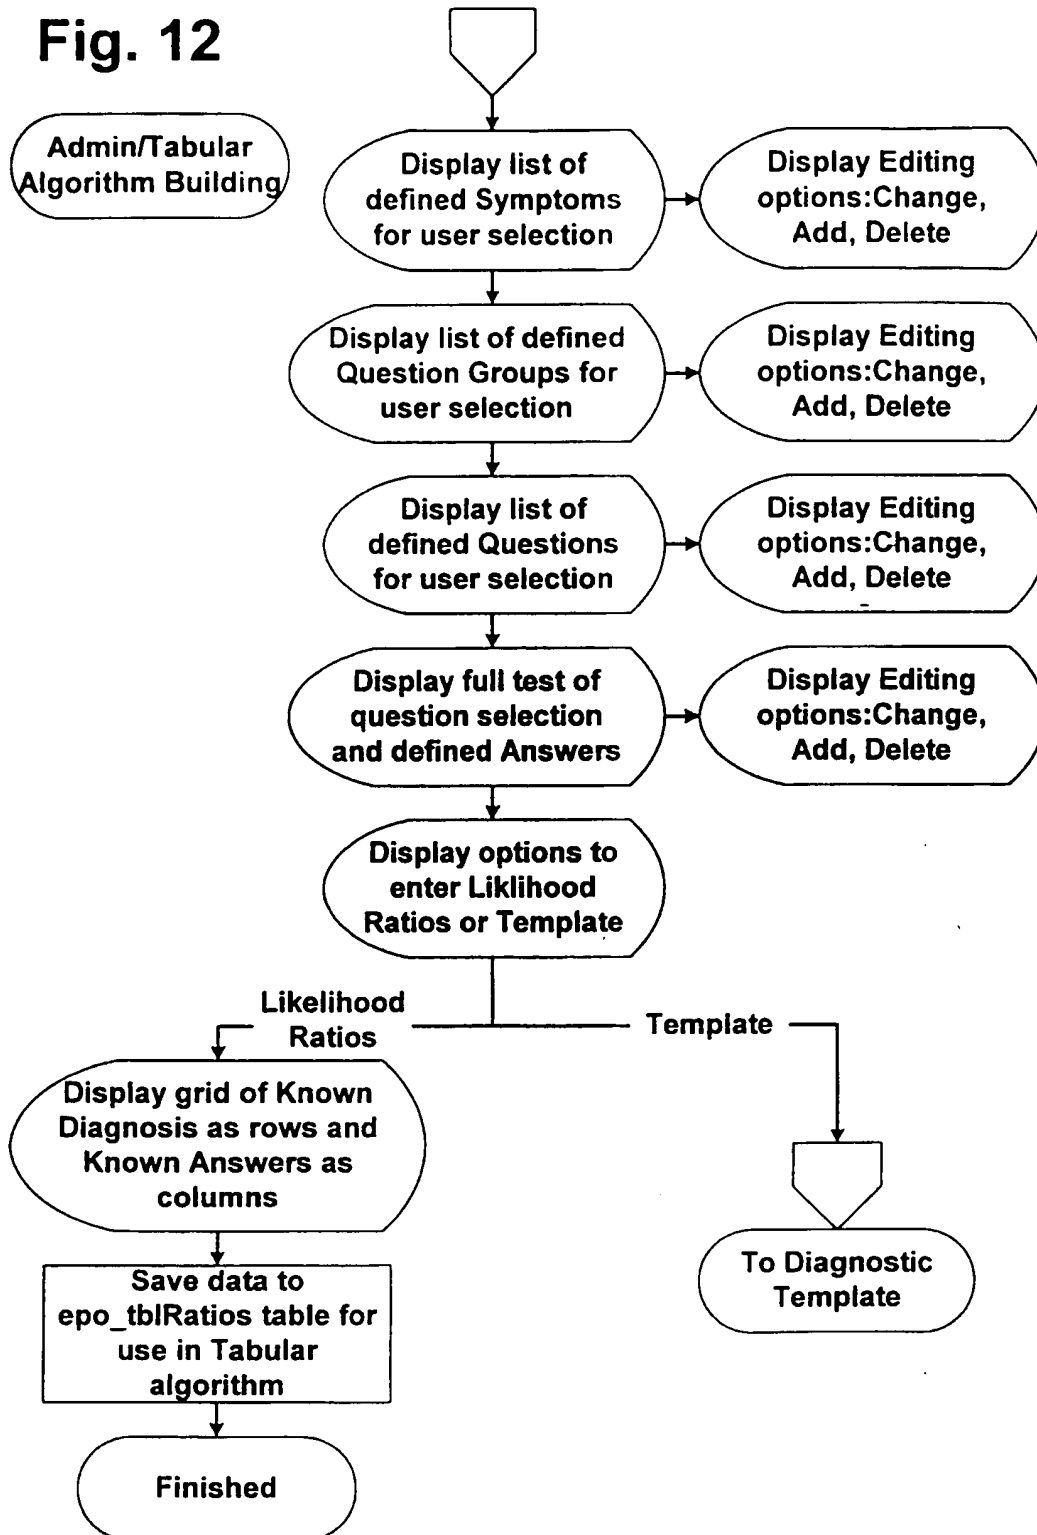 Fig. 12
Admin/Tabular
Algorithm Building
Display list of
defined Symptoms
for user selection
Display Editing
options:Change,
Add, Delete
Display list of defined
Question Groups for
user selection
Display Editing
options:Change,
Add, Delete
Display list of
defined Questions
for user selection
Display Editing
options:Change,
Add, Delete
Display full test of
question selection
and defined Answers
Display Editing
options:Change,
Add, Delete
Display options to
enter Liklihood
Ratios or Template
Likelihood
Ratios
Template
Display grid of Known
Diagnosis as rows and
Known Answers as
columns
Save data to
epo_tblRatios table for
use in Tabular
algorithm
Finished
To Diagnostic
Template